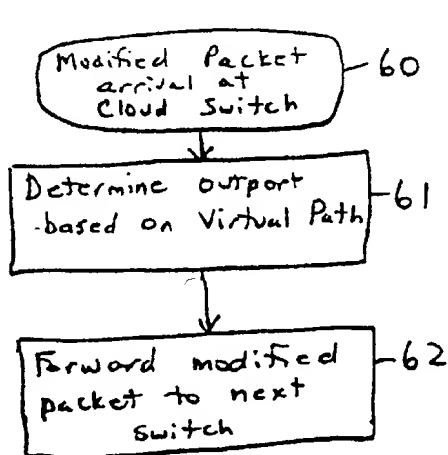 Modified Packet
arrival at
Cloud Switch
60
Determine outport
based on Virtual Path
61
Forward modified
packet to next
switch
62